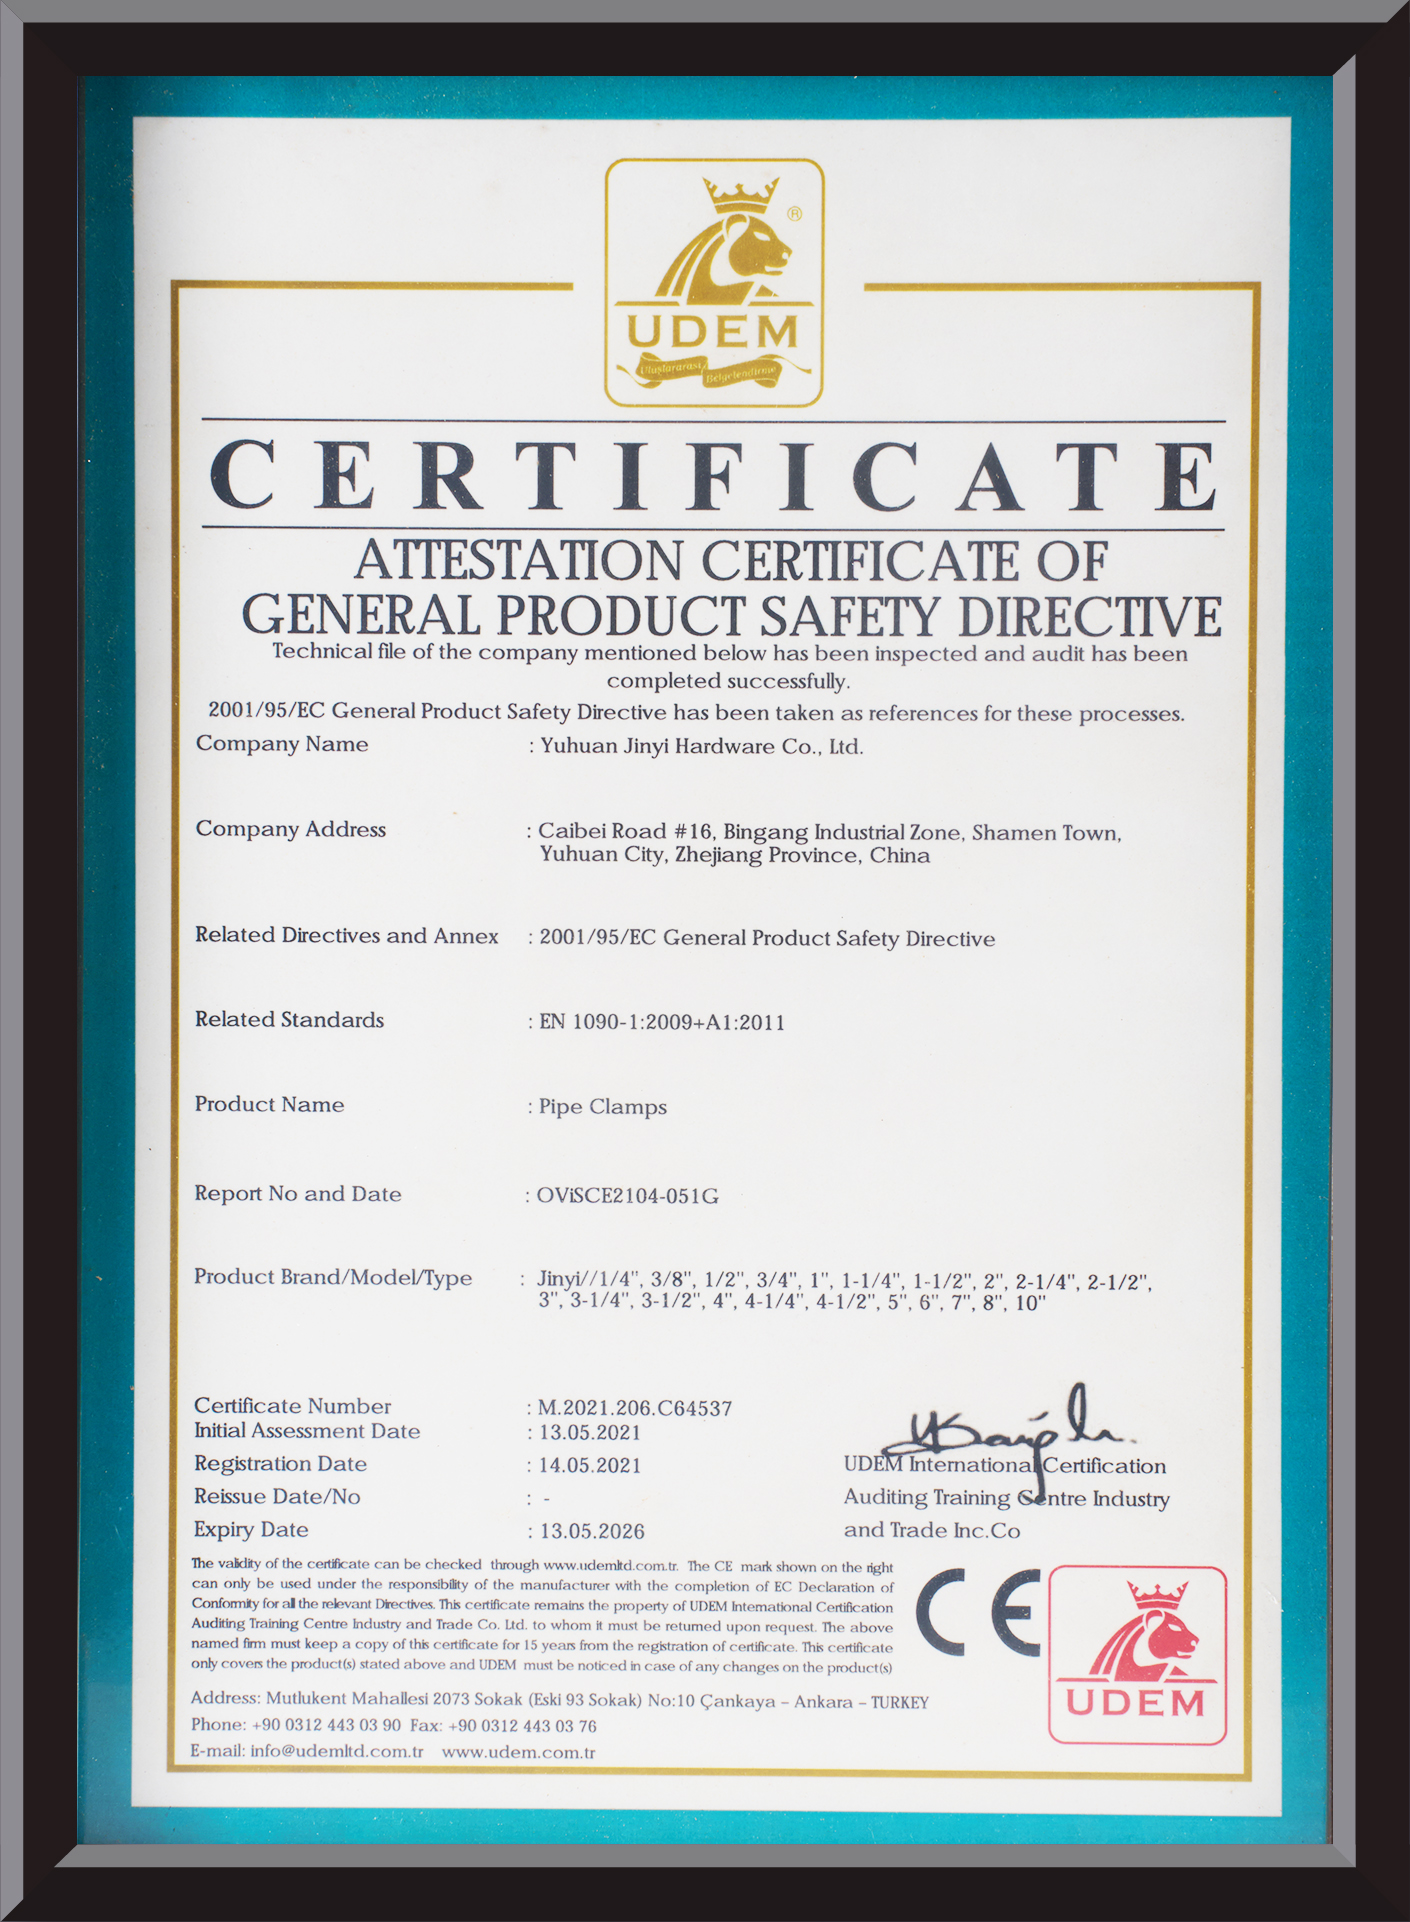 ®
UDEM
Uluslararası Belgelendirme
CERTIFICATE
ATTESTATION CERTIFICATE OF
GENERAL PRODUCT SAFETY DIRECTIVE
Technical file of the company mentioned below has been inspected and audit has been
completed successfully.
2001/95/EC General Product Safety Directive has been taken as references for these processes.
Company Name : Yuhuan Jinyi Hardware Co., Ltd.
Company Address : Caibei Road #16, Bingang Industrial Zone, Shamen Town,
Yuhuan City, Zhejiang Province, China
Related Directives and Annex : 2001/95/EC General Product Safety Directive
Related Standards : EN 1090-1:2009+A1:2011
Product Name : Pipe Clamps
Report No and Date : OViSCE2104-051G
Product Brand/Model/Type : Jinyi//1/4", 3/8", 1/2", 3/4", 1", 1-1/4", 1-1/2", 2", 2-1/4", 2-1/2",
3", 3-1/4", 3-1/2", 4", 4-1/4", 4-1/2", 5", 6", 7", 8", 10"
Certificate Number : M.2021.206.C64537
Initial Assessment Date : 13.05.2021
Registration Date : 14.05.2021
Reissue Date/No : -
Expiry Date : 13.05.2026
UDEM International Certification
Auditing Training Centre Industry
and Trade Inc.Co
The validity of the certificate can be checked through www.udemltd.com.tr. The CE mark shown on the right
can only be used under the responsibility of the manufacturer with the completion of EC Declaration of
Conformity for all the relevant Directives. This certificate remains the property of UDEM International Certification
Auditing Training Centre Industry and Trade Co. Ltd. to whom it must be returned upon request. The above
named firm must keep a copy of this certificate for 15 years from the registration of certificate. This certificate
only covers the product(s) stated above and UDEM must be noticed in case of any changes on the product(s)
CE
UDEM
Address: Mutlukent Mahallesi 2073 Sokak (Eski 93 Sokak) No:10 Çankaya – Ankara – TURKEY
Phone: +90 0312 443 03 90 Fax: +90 0312 443 03 76
E-mail: info@udemltd.com.tr www.udem.com.tr